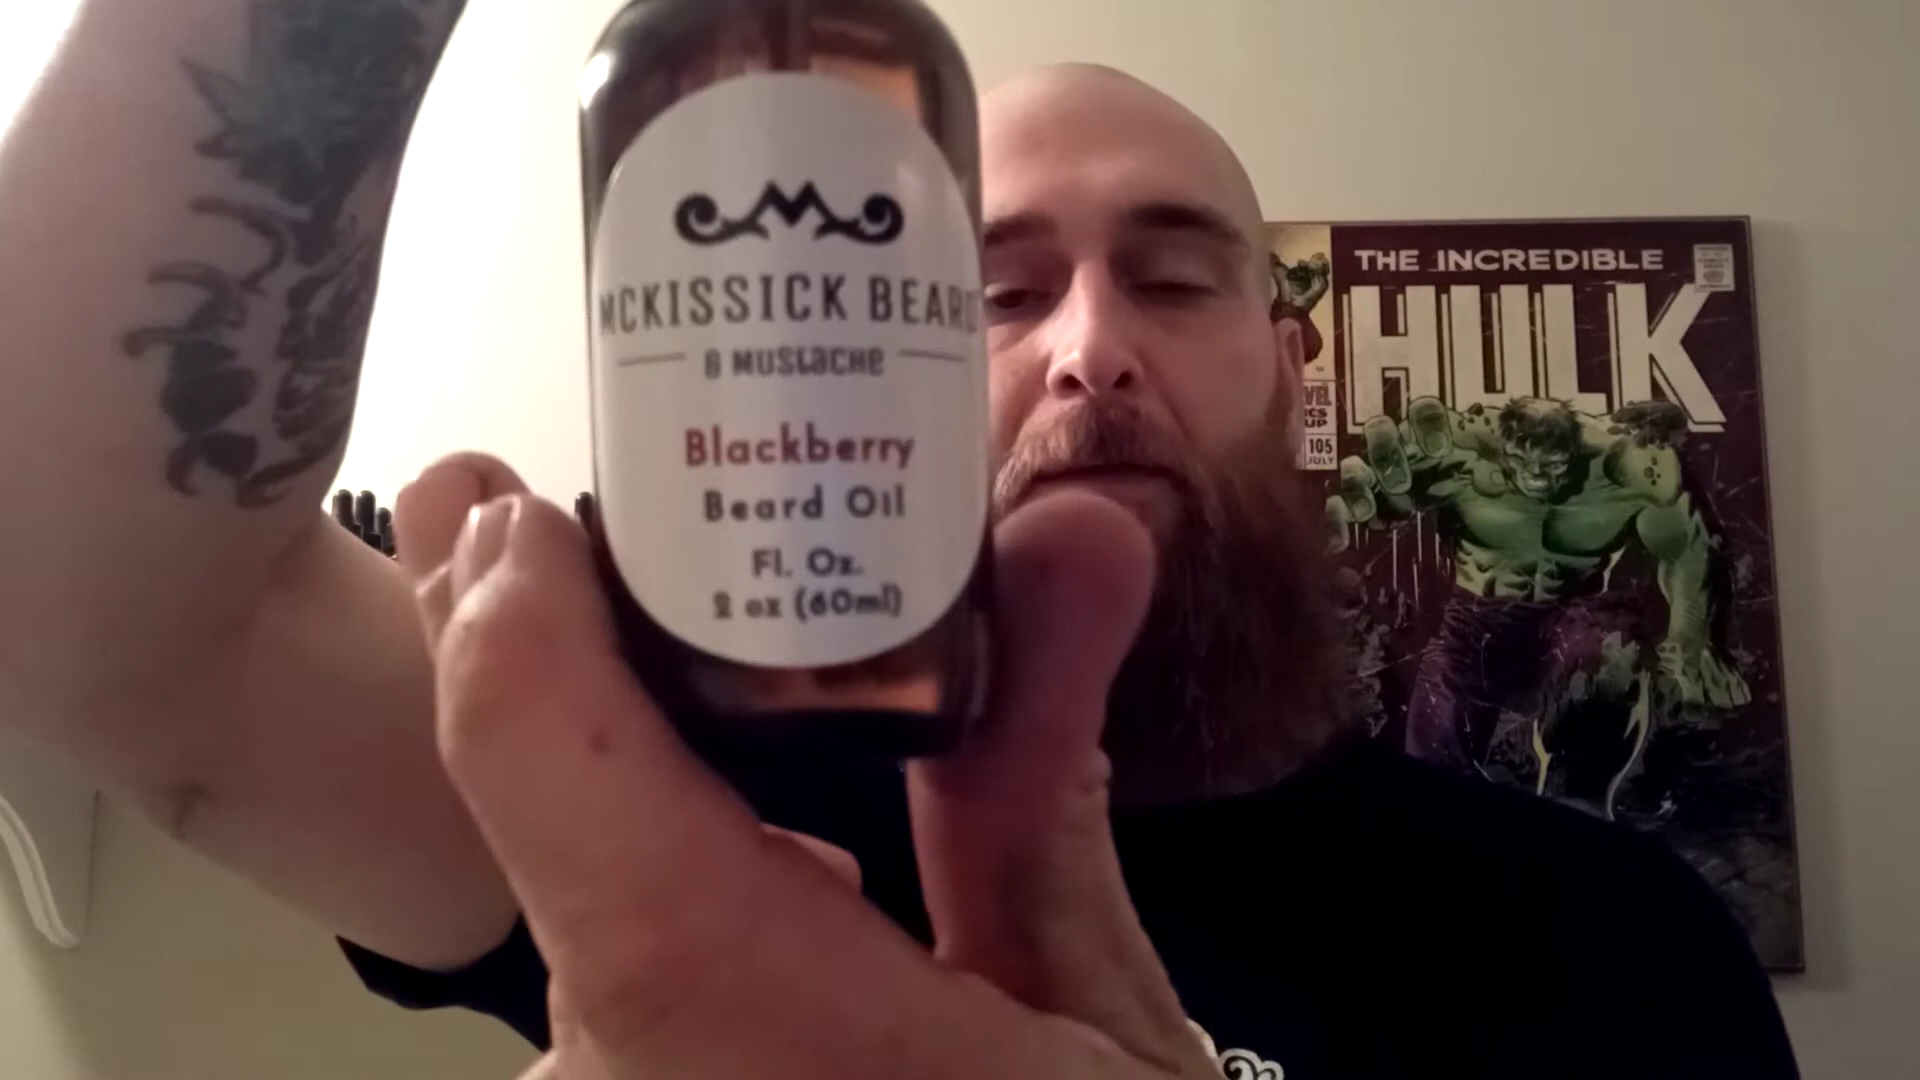 MCKISSICK BEARD
& MUSTACHE
Blackberry
Beard Oil
Fl. Oz.
2 oz (60ml)
THE INCREDIBLE
HULK
105
JULY